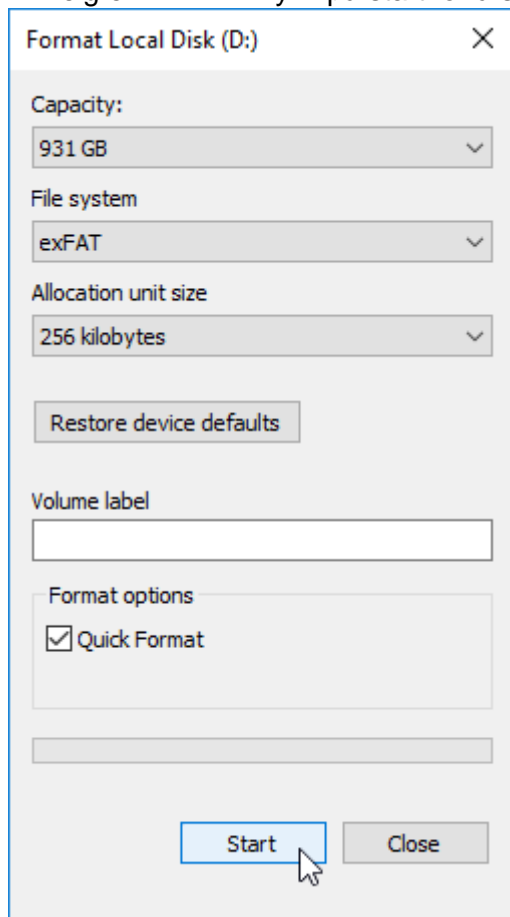 Format Local Disk (D:)
Capacity:
931 GB
File system
exFAT
Allocation unit size
256 kilobytes
Restore device defaults
Volume label
Format options
Quick Format
Start
Close